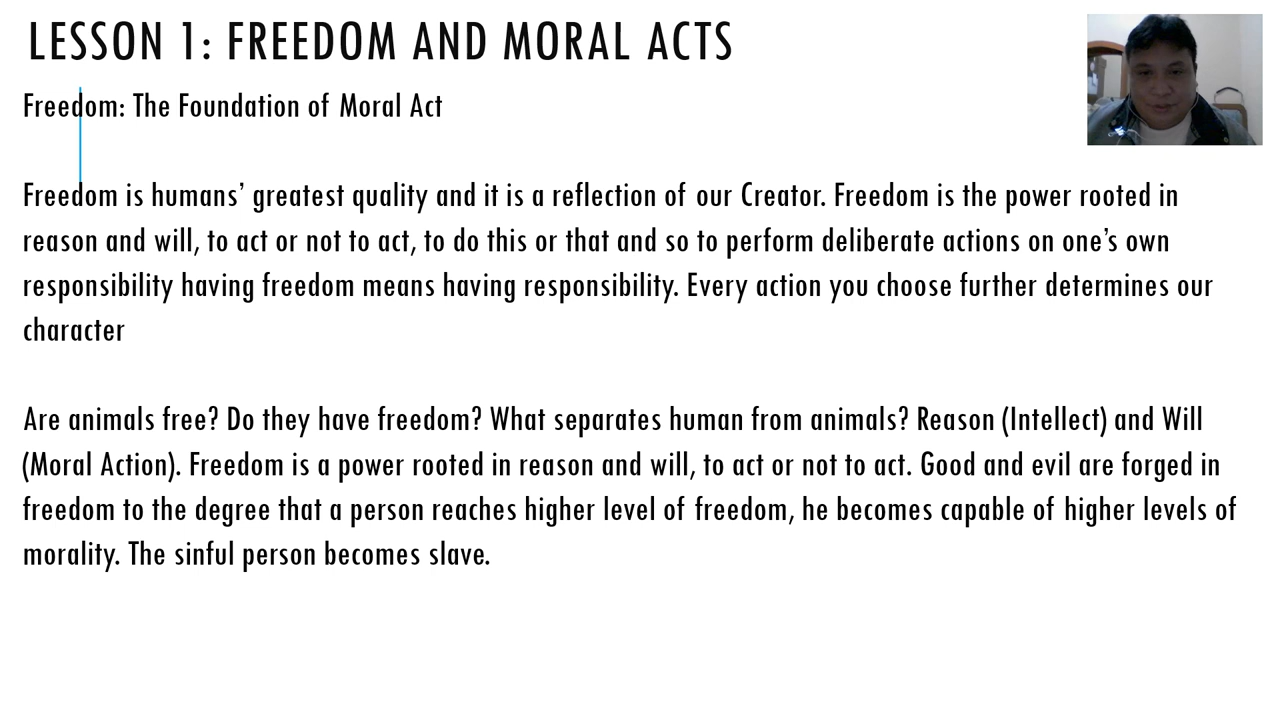 LESSON 1: FREEDOM AND MORAL ACTS
Freedom: The Foundation of Moral Act
Freedom is humans’ greatest quality and it is a reflection of our Creator. Freedom is the power rooted in
reason and will, to act or not to act, to do this or that and so to perform deliberate actions on one’s own
responsibility having freedom means having responsibility. Every action you choose further determines our
character
Are animals free? Do they have freedom? What separates human from animals? Reason (Intellect) and Will
(Moral Action). Freedom is a power rooted in reason and will, to act or not to act. Good and evil are forged in
freedom to the degree that a person reaches higher level of freedom, he becomes capable of higher levels of
morality. The sinful person becomes slave.